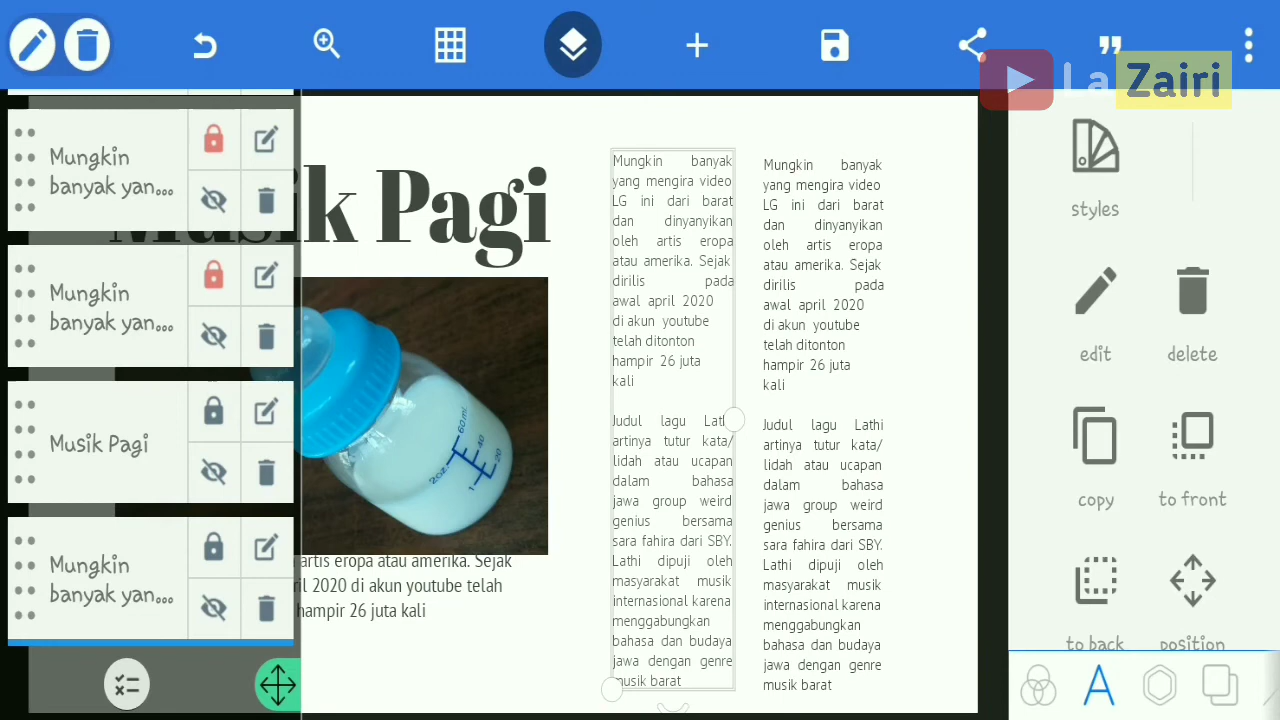 La Zairi
Mungkin
banyak yan...
Mungkin
banyak yan...
Musik Pagi
Mungkin
banyak yan...
Musik Pagi
60ml
2oz
40
20
1
artis eropa atau amerika. Sejak
2020 di akun youtube telah
hampir 26 juta kali
Mungkin banyak
yang mengira video
LG ini dari barat
dan dinyanyikan
oleh artis eropa
atau amerika. Sejak
dirilis pada
awal april 2020
di akun youtube
telah ditonton
hampir 26 juta
kali
Judul lagu Lathi
artinya tutur kata/
lidah atau ucapan
dalam bahasa
jawa group weird
genius bersama
sara fahira dari SBY.
Lathi dipuji oleh
masyarakat musik
internasional karena
menggabungkan
bahasa dan budaya
jawa dengan genre
musik barat
Mungkin banyak
yang mengira video
LG ini dari barat
dan dinyanyikan
oleh artis eropa
atau amerika. Sejak
dirilis pada
awal april 2020
di akun youtube
telah ditonton
hampir 26 juta
kali
Judul lagu Lathi
artinya tutur kata/
lidah atau ucapan
dalam bahasa
jawa group weird
genius bersama
sara fahira dari SBY.
Lathi dipuji oleh
masyarakat musik
internasional karena
menggabungkan
bahasa dan budaya
jawa dengan genre
musik barat
styles
edit delete
copy to front
to back position